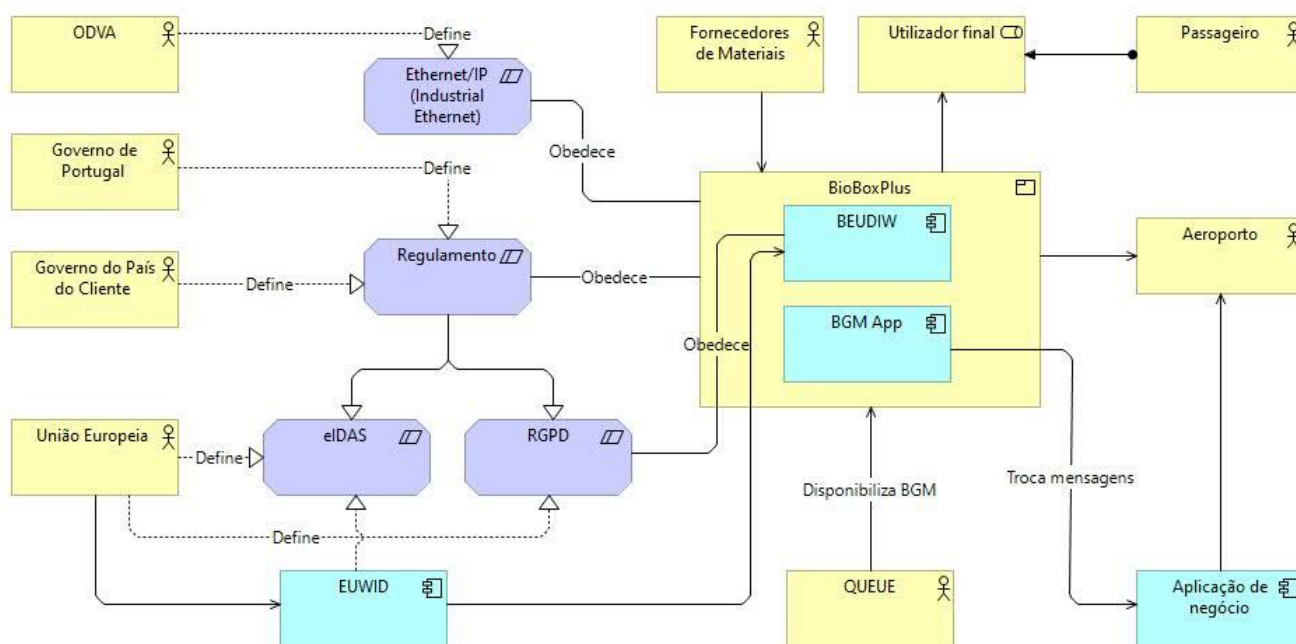 ODVA
Define
Ethernet/IP
(Industrial
Ethernet)
Fornecedores
de Materiais
Utilizador final
Passageiro
Governo de
Portugal
Define
Obedece
BioBoxPlus
BEUDIW
Regulamento
Obedece
Governo do País
do Cliente
Define
Aeroporto
BGM App
Obedece
União Europeia
Define
eIDAS
RGPD
Disponibiliza BGM
Troca mensagens
Define
EUWID
QUEUE
Aplicação de
negócio